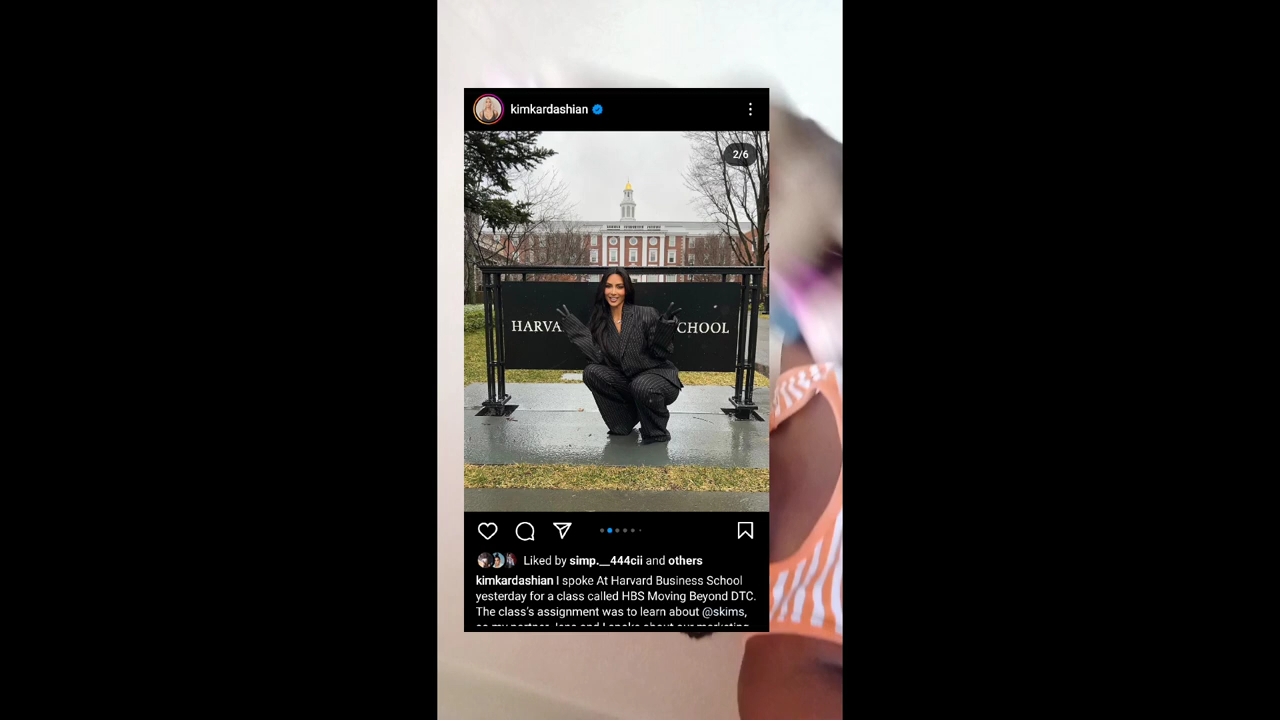 kimkardashian
2/6
HARVA CHOOL
Liked by simp.__444cii and others
kimkardashian I spoke At Harvard Business School
yesterday for a class called HBS Moving Beyond DTC.
The class's assignment was to learn about @skims,